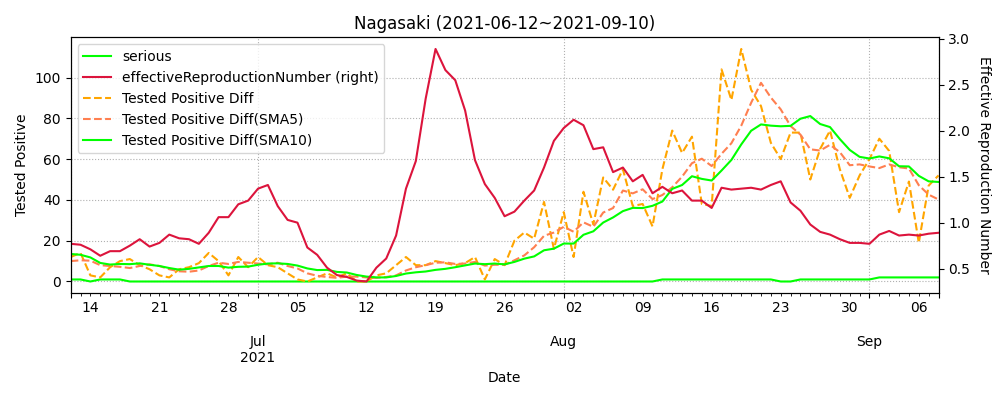 Nagasaki (2021-06-12~2021-09-10)
serious
effectiveReproductionNumber (right)
Tested Positive Diff
Tested Positive Diff(SMA5)
Tested Positive Diff(SMA10)
Tested Positive
100
80
60
40
20
0
3.0
2.5
2.0
1.5
1.0
0.5
Effective Reproduction Number
14 21 28 05 12 19 26 02 09 16 23 30 06
Jul Aug Sep
2021
Date